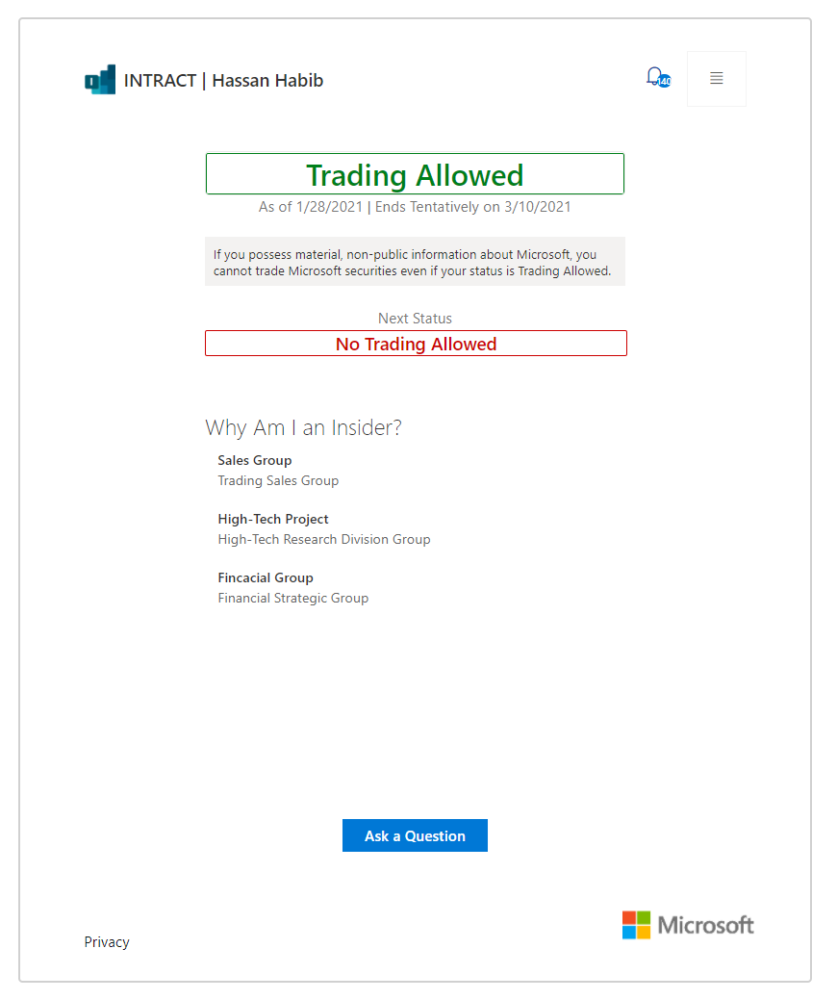 INTRACT | Hassan Habib
140
Trading Allowed
As of 1/28/2021 | Ends Tentatively on 3/10/2021
If you possess material, non-public information about Microsoft, you
cannot trade Microsoft securities even if your status is Trading Allowed.
Next Status
No Trading Allowed
Why Am I an Insider?
Sales Group
Trading Sales Group
High-Tech Project
High-Tech Research Division Group
Fincacial Group
Financial Strategic Group
Ask a Question
Microsoft
Privacy